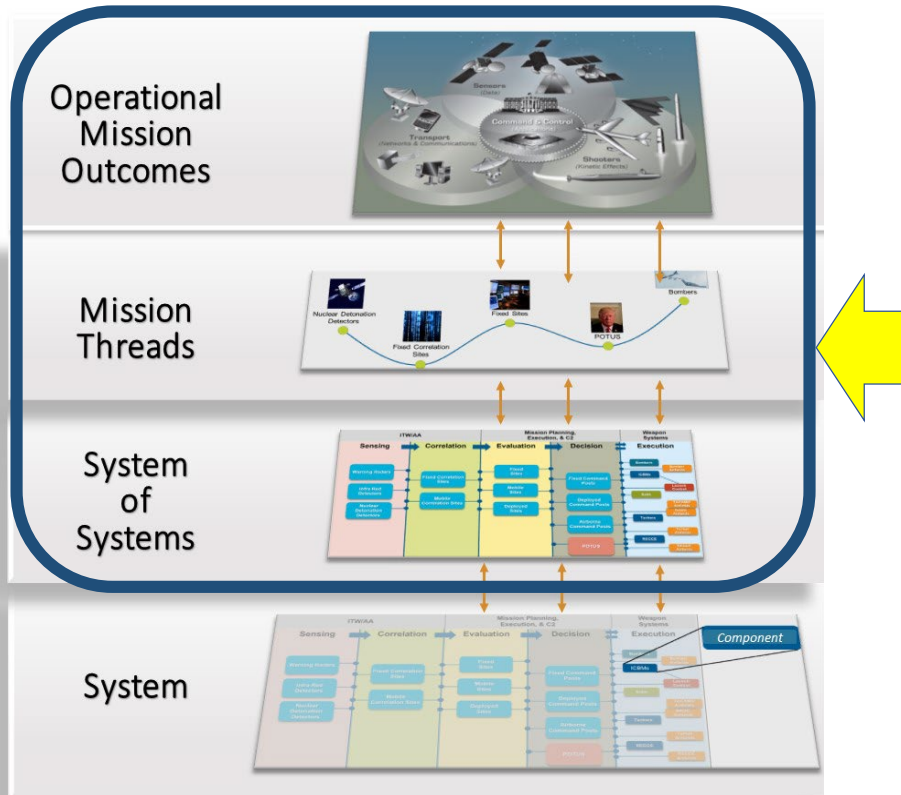 Operational
Mission
Outcomes
Sensors
(Data)
Command & Control
Transport
(Networks & Communications)
Shooters
(Kinetic Effects)
Mission
Threads
Nuclear Detonation
Detectors
Fixed Correlation
Sites
Fixed Sites
POTUS
Bombers
System
of
Systems
ITW/AA
Mission Planning,
Execution, & C2
Weapon
Systems
Sensing
Correlation
Evaluation
Decision
Execution
Warning Radars
Infra-Red
Detectors
Nuclear
Detonation
Detectors
Fixed Correlation
Sites
Mobile
Correlation Sites
Fixed
Sites
Mobile
Sites
Deployed
Sites
Fixed Command
Posts
Deployed
Command Posts
Airborne
Command Posts
POTUS
Bombers
ICBMs
Tankers
System
ITW/AA
Mission Planning,
Execution, & C2
Weapon
Systems
Sensing
Correlation
Evaluation
Decision
Execution
Warning Radars
Infra-Red
Detectors
Nuclear
Detonation
Detectors
Fixed Correlation
Sites
Mobile
Correlation Sites
Fixed
Sites
Mobile
Sites
Deployed
Sites
Fixed Command
Posts
Deployed
Command Posts
Airborne
Command Posts
POTUS
ICBMs
Tankers
Component